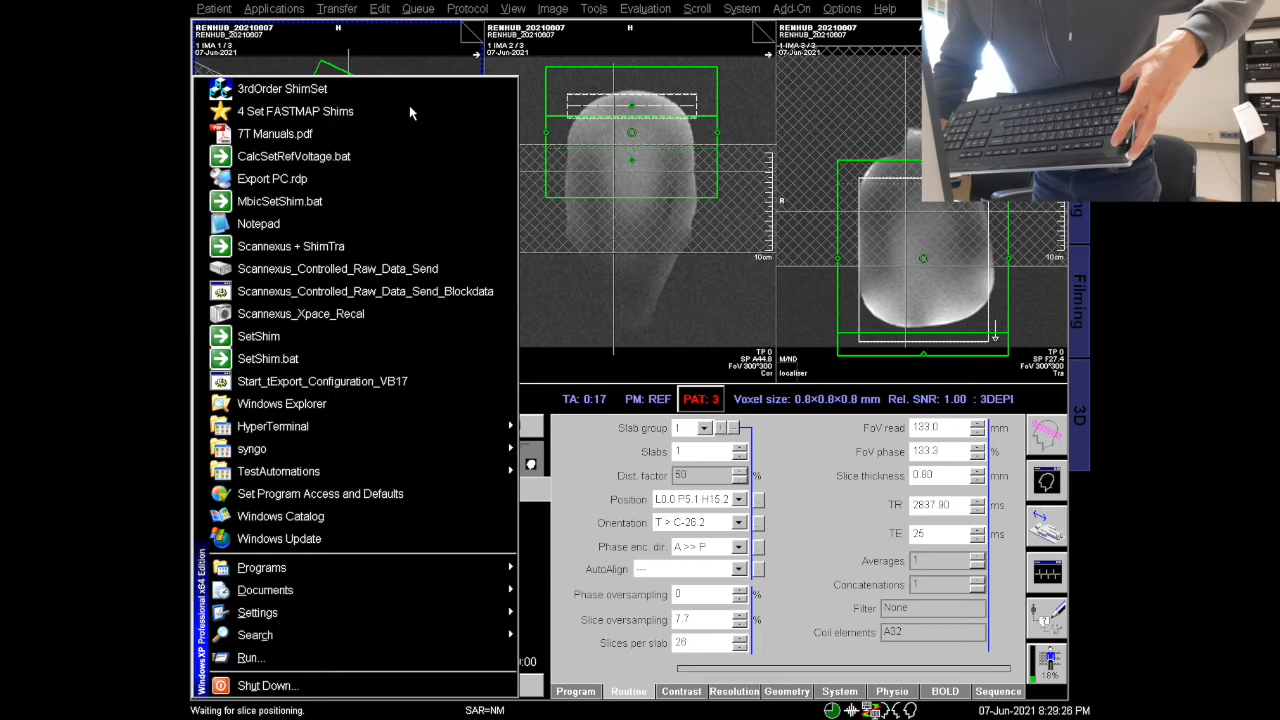 Patient Applications Transfer Edit Queue Protocol View Image Tools Evaluation Scroll System Add-On Options Help
RENHUB_20210607
RENHUB_20210607
1 IMA 1 / 3
07-Jun-2021
H
RENHUB_20210607
RENHUB_20210607
1 IMA 2 / 3
07-Jun-2021
H
RENHUB_20210607
RENHUB_20210607
1 IMA 3 / 3
07-Jun-2021
3rdOrder ShimSet
4 Set FASTMAP Shims
7T Manuals.pdf
CalcSetRefVoltage.bat
Export PC.rdp
MbicSetShim.bat
Notepad
Scannexus + ShimTra
Scannexus_Controlled_Raw_Data_Send
Scannexus_Controlled_Raw_Data_Send_Blockdata
Scannexus_Xpace_Recal
SetShim
SetShim.bat
Start_tExport_Configuration_VB17
Windows Explorer
HyperTerminal
syngo
TestAutomations
Set Program Access and Defaults
Windows Catalog
Windows Update
Programs
Documents
Settings
Search
Run...
Shut Down...
Windows XP Professional x64 Edition
10cm
TP 0
SP A44.8
FoV 300*300
Cor
R
10cm
M/ND
localiser
TP 0
SP F27.4
FoV 300*300
Tra
Filming
3D
TA: 0:17 PM: REF PAT: 3 Voxel size: 0.8×0.8×0.8 mm Rel. SNR: 1.00 : 3DEPI
Slab group 1
Slabs 1
Dist. factor 50 %
Position L0.0 P5.1 H15.2
Orientation T > C-26.2
Phase enc. dir. A >> P
AutoAlign ---
Phase oversampling 0 %
Slice oversampling 7.7 %
Slices per slab 26
FoV read 133.0 mm
FoV phase 133.3 %
Slice thickness 0.80 mm
TR 2837.90 ms
TE 25 ms
Averages 1
Concatenations 1
Filter None
Coil elements A32
18%
:00
Program Routine Contrast Resolution Geometry System Physio BOLD Sequence
Waiting for slice positioning. SAR=NM 07-Jun-2021 8:29:26 PM